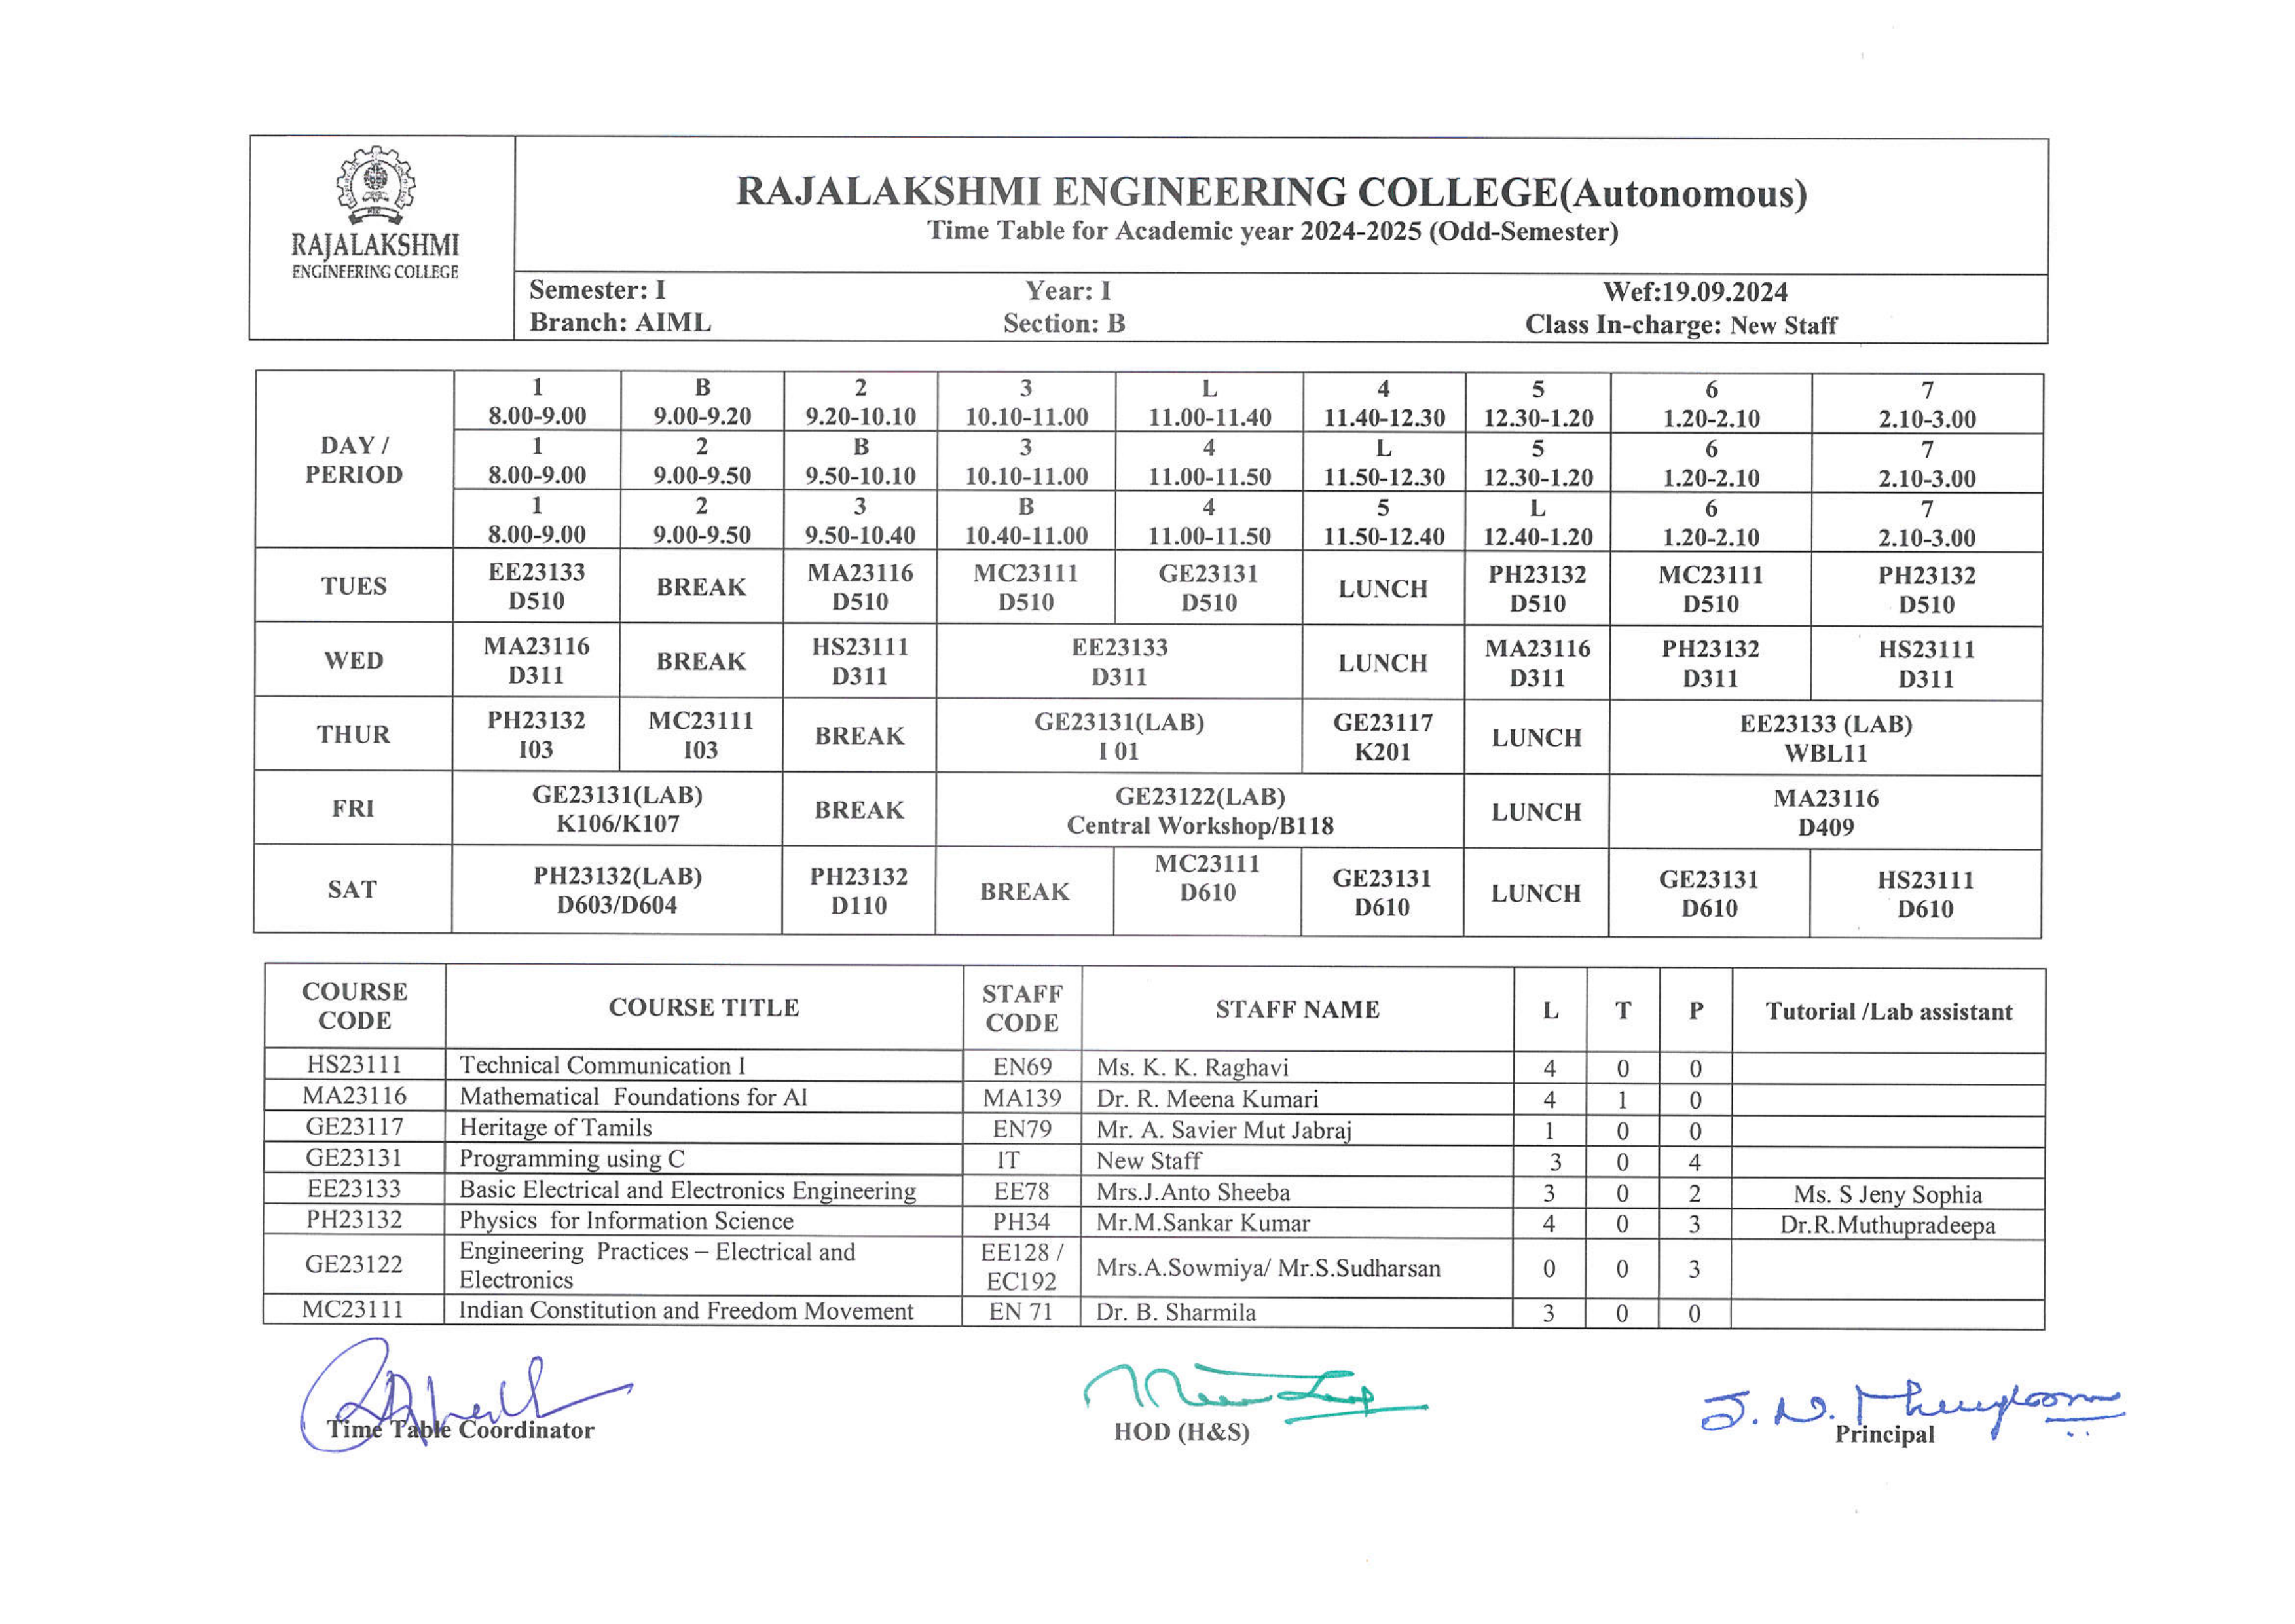 RAJALAKSHMI
ENGINEERING COLLEGE
RAJALAKSHMI ENGINEERING COLLEGE(Autonomous)
Time Table for Academic year 2024-2025 (Odd-Semester)
Semester: I Year: I Wef:19.09.2024
Branch: AIML Section: B Class In-charge: New Staff
DAY / PERIOD
1 B 2 3 L 4 5 6 7
8.00-9.00 9.00-9.20 9.20-10.10 10.10-11.00 11.00-11.40 11.40-12.30 12.30-1.20 1.20-2.10 2.10-3.00
1 2 B 3 4 L 5 6 7
8.00-9.00 9.00-9.50 9.50-10.10 10.10-11.00 11.00-11.50 11.50-12.30 12.30-1.20 1.20-2.10 2.10-3.00
1 2 3 B 4 5 L 6 7
8.00-9.00 9.00-9.50 9.50-10.40 10.40-11.00 11.00-11.50 11.50-12.40 12.40-1.20 1.20-2.10 2.10-3.00
TUES EE23133 BREAK MA23116 MC23111 GE23131 LUNCH PH23132 MC23111 PH23132
D510 D510 D510 D510 D510 D510 D510
WED MA23116 BREAK HS23111 EE23133 LUNCH MA23116 PH23132 HS23111
D311 D311 D311 D311 D311 D311
THUR PH23132 MC23111 BREAK GE23131(LAB) GE23117 LUNCH EE23133 (LAB)
I03 I03 I 01 K201 WBL11
FRI GE23131(LAB) BREAK GE23122(LAB) LUNCH MA23116
K106/K107 Central Workshop/B118 D409
SAT PH23132(LAB) PH23132 BREAK MC23111 GE23131 LUNCH GE23131 HS23111
D603/D604 D110 D610 D610 D610 D610
COURSE CODE COURSE TITLE STAFF CODE STAFF NAME L T P Tutorial /Lab assistant
HS23111 Technical Communication I EN69 Ms. K. K. Raghavi 4 0 0
MA23116 Mathematical Foundations for AI MA139 Dr. R. Meena Kumari 4 1 0
GE23117 Heritage of Tamils EN79 Mr. A. Savier Mut Jabraj 1 0 0
GE23131 Programming using C IT New Staff 3 0 4
EE23133 Basic Electrical and Electronics Engineering EE78 Mrs.J.Anto Sheeba 3 0 2 Ms. S Jeny Sophia
PH23132 Physics for Information Science PH34 Mr.M.Sankar Kumar 4 0 3 Dr.R.Muthupradeepa
GE23122 Engineering Practices – Electrical and Electronics EE128 / EC192 Mrs.A.Sowmiya/ Mr.S.Sudharsan 0 0 3
MC23111 Indian Constitution and Freedom Movement EN 71 Dr. B. Sharmila 3 0 0
Time Table Coordinator HOD (H&S) Principal